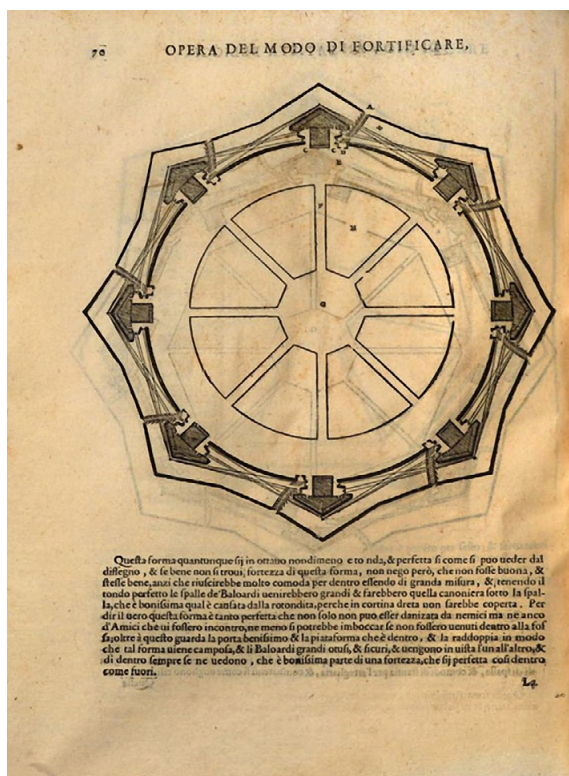 70
OPERA DEL MODO DI FORTIFICARE,
A
C
C
D
E
F
H
G
Questa forma quantunque sij in ottauo nondimeno e tonda, & perfetta si come si puo ueder dal
dissegno, & se bene non si troui, fortezza di questa forma, non nego però, che non fosse buona, &
stesse bene, anzi che riuscirebbe molto comoda per dentro essendo di granda misura, &, tenendo il
tondo perfetto le spalle de'Baloardi uenirebbero grandi & farebbero quella canoniera sotto la spal-
la, che è bonissima qual è causata dalla rotondita, perche in cortina dreta non sarebbe coperta. Per
dir il uero questa forma è tanto perfetta che non solo non puo esser danizata da nemici ma ne anco
d'Amici che ui fossero incontro, ne meno si potrebbe imboccar se non fossero uenuti dentro alla fos
sa; oltre à questo guarda la porta benissimo & la piataforma che è dentro, & la raddoppia in modo
che tal forma uiene camposa, & li Baloardi grandi otusi, & sicuri, & uengono in uista l'un all'altro, &
di dentro sempre se ne uedono, che è bonissima parte di una fortezza, che sij perfetta cosi dentro
come fuori.